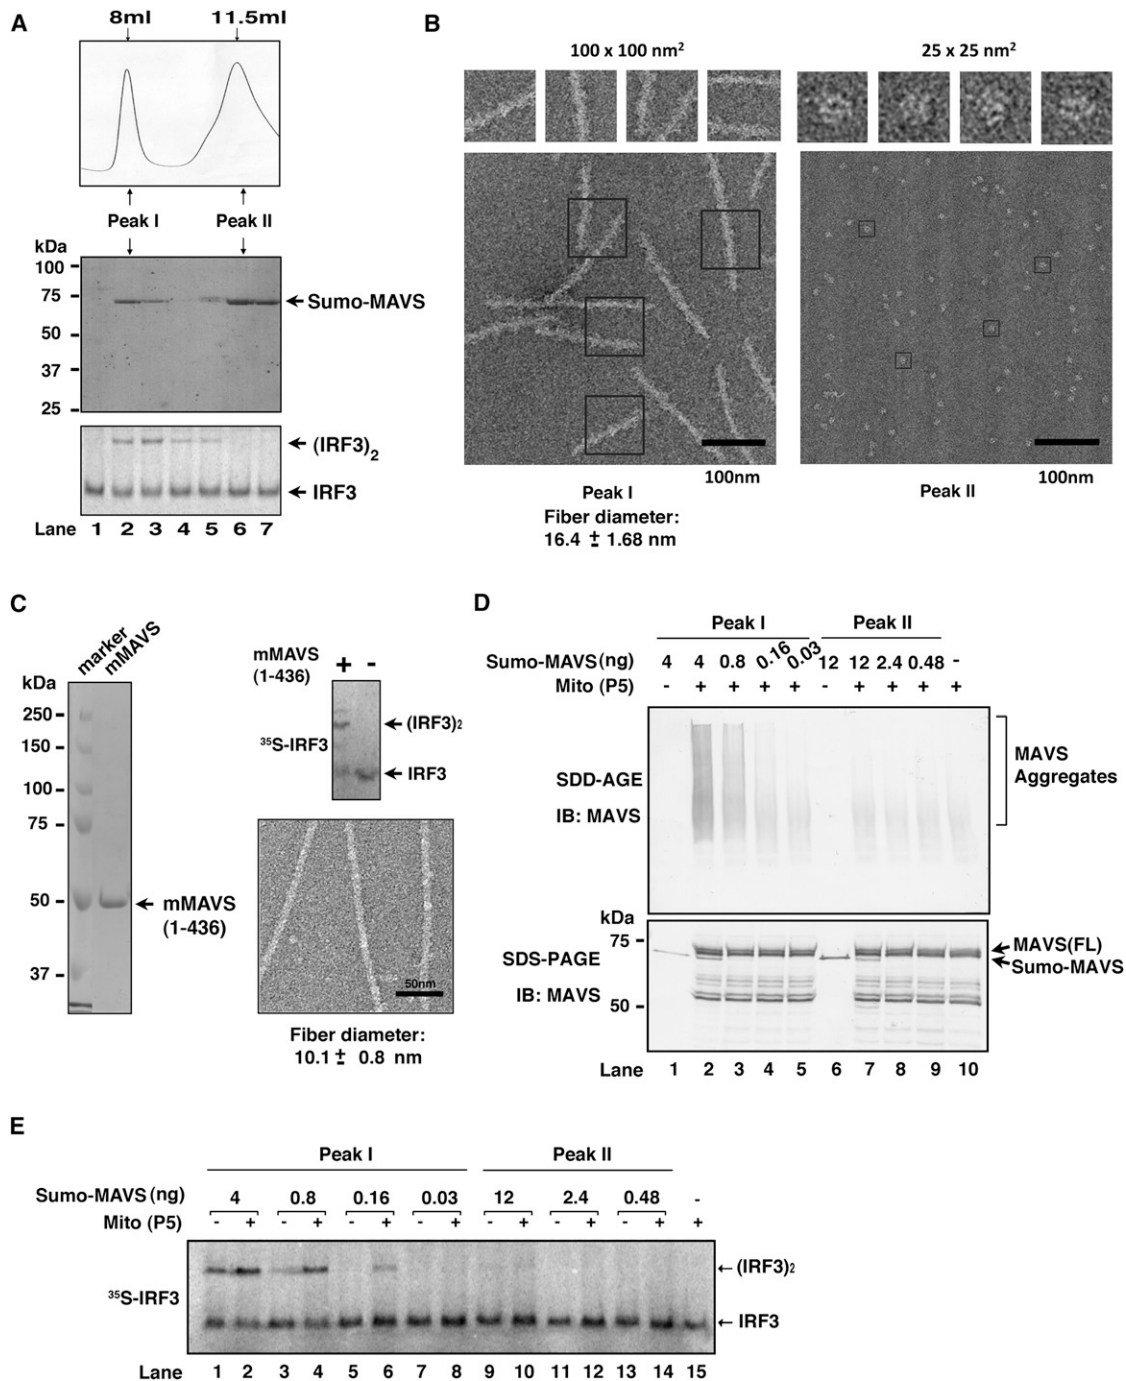 A
8ml 11.5ml
Peak I Peak II
kDa
100
75
50
37
25
Sumo-MAVS
(IRF3)2
IRF3
Lane 1 2 3 4 5 6 7
B
100 x 100 nm2
25 x 25 nm2
100nm
100nm
Peak I
Peak II
Fiber diameter:
16.4 ± 1.68 nm
C
marker
mMAVS
kDa
250
150
100
75
50
37
mMAVS
(1-436)
mMAVS
(1-436)
+ -
35S-IRF3
(IRF3)2
IRF3
50nm
Fiber diameter:
10.1 ± 0.8 nm
D
Peak I Peak II
Sumo-MAVS(ng) 4 4 0.8 0.16 0.03 12 12 2.4 0.48 -
Mito (P5) - + + + + - + + + +
SDD-AGE
IB: MAVS
MAVS
Aggregates
kDa
75
50
SDS-PAGE
IB: MAVS
MAVS(FL)
Sumo-MAVS
Lane 1 2 3 4 5 6 7 8 9 10
E
Peak I Peak II
Sumo-MAVS(ng) 4 0.8 0.16 0.03 12 2.4 0.48 -
Mito (P5) - + - + - + - + - + - + - + +
35S-IRF3
(IRF3)2
IRF3
Lane 1 2 3 4 5 6 7 8 9 10 11 12 13 14 15